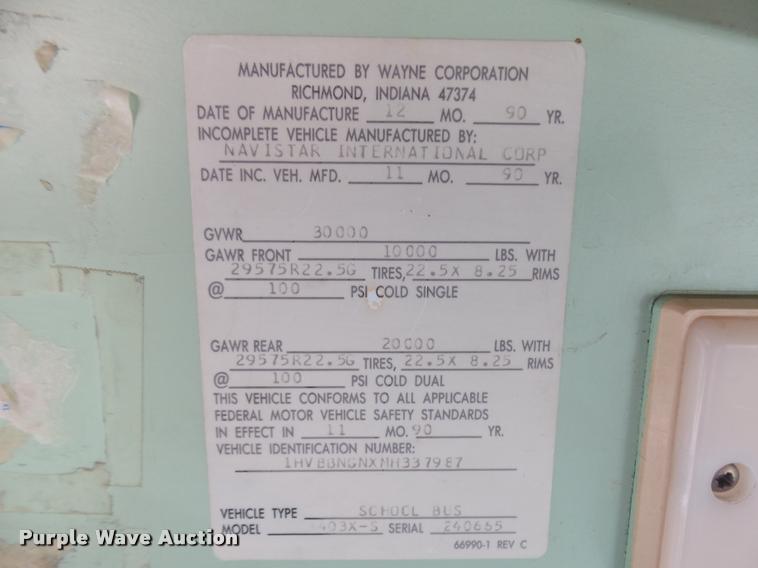 MANUFACTURED BY WAYNE CORPORATION
RICHMOND, INDIANA 47374
DATE OF MANUFACTURE 12 MO. 90 YR.
INCOMPLETE VEHICLE MANUFACTURED BY:
NAVISTAR INTERNATIONAL CORP
DATE INC. VEH. MFD. 11 MO. 90 YR.
GVWR 30000
GAWR FRONT 10000 LBS. WITH
29575R22.5G TIRES, 22.5X 8.25 RIMS
@ 100 PSI COLD SINGLE
GAWR REAR 20000 LBS. WITH
29575R22.5G TIRES, 22.5X 8.25 RIMS
@ 100 PSI COLD DUAL
THIS VEHICLE CONFORMS TO ALL APPLICABLE
FEDERAL MOTOR VEHICLE SAFETY STANDARDS
IN EFFECT IN 11 MO. 90 YR.
VEHICLE IDENTIFICATION NUMBER:
1HVBBNGNXMH337987
VEHICLE TYPE SCHOOL BUS
MODEL 403X-S SERIAL 240665
66990-1 REV C
Purple Wave Auction